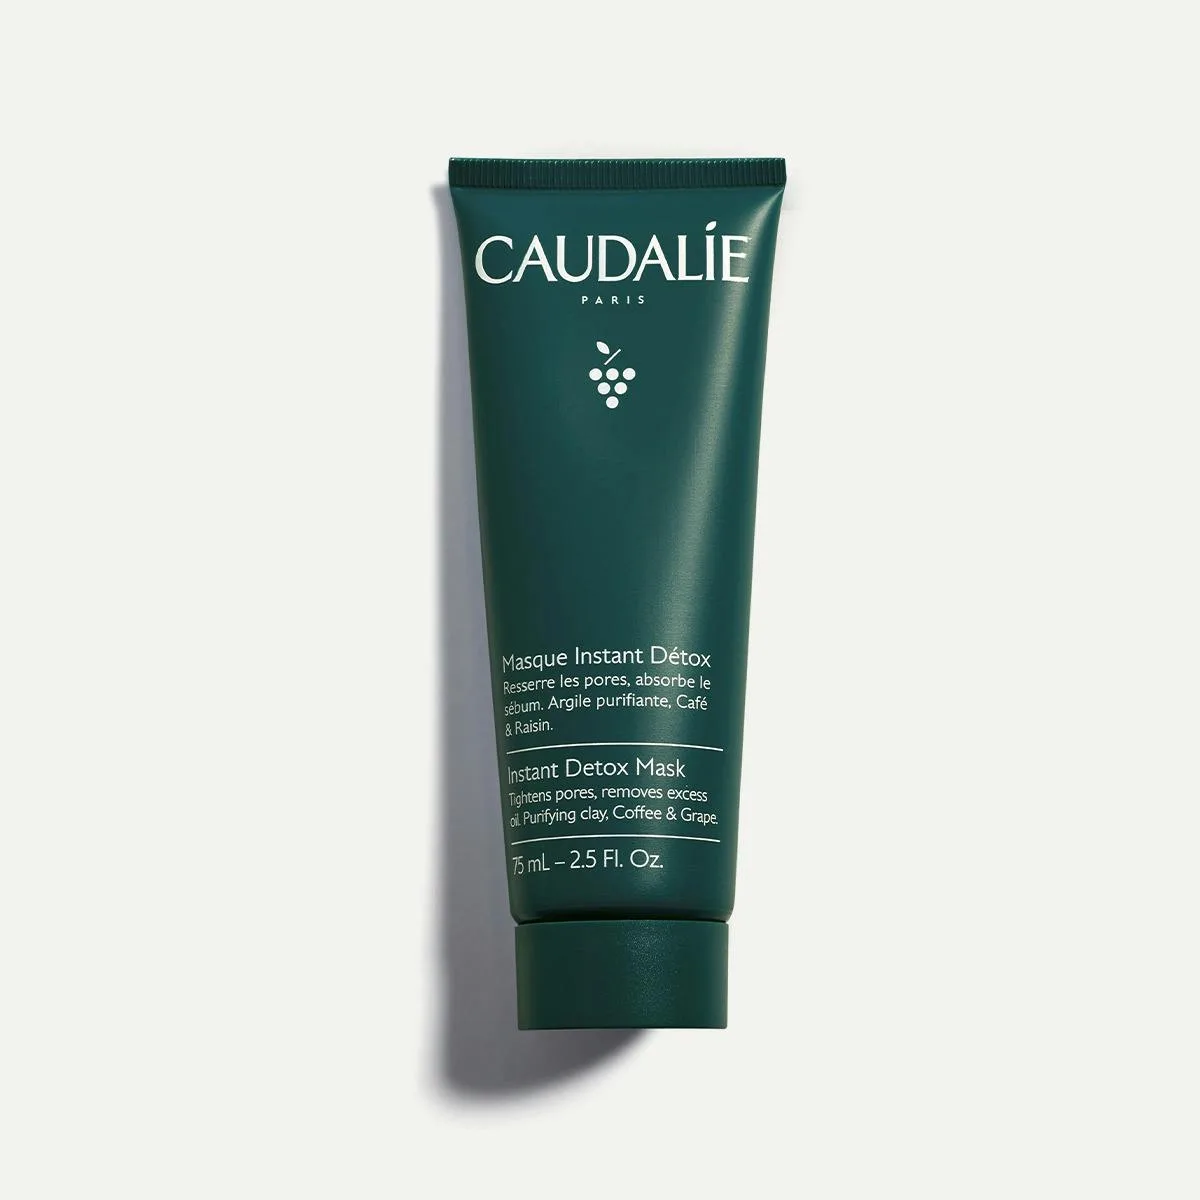 CAUDALÍE
PARIS
Masque Instant Détox
Resserre les pores, absorbe le
sébum. Argile purifiante, Café
& Raisin.
Instant Detox Mask
Tightens pores, removes excess
oil. Purifying clay, Coffee & Grape.
75 mL – 2.5 Fl. Oz.